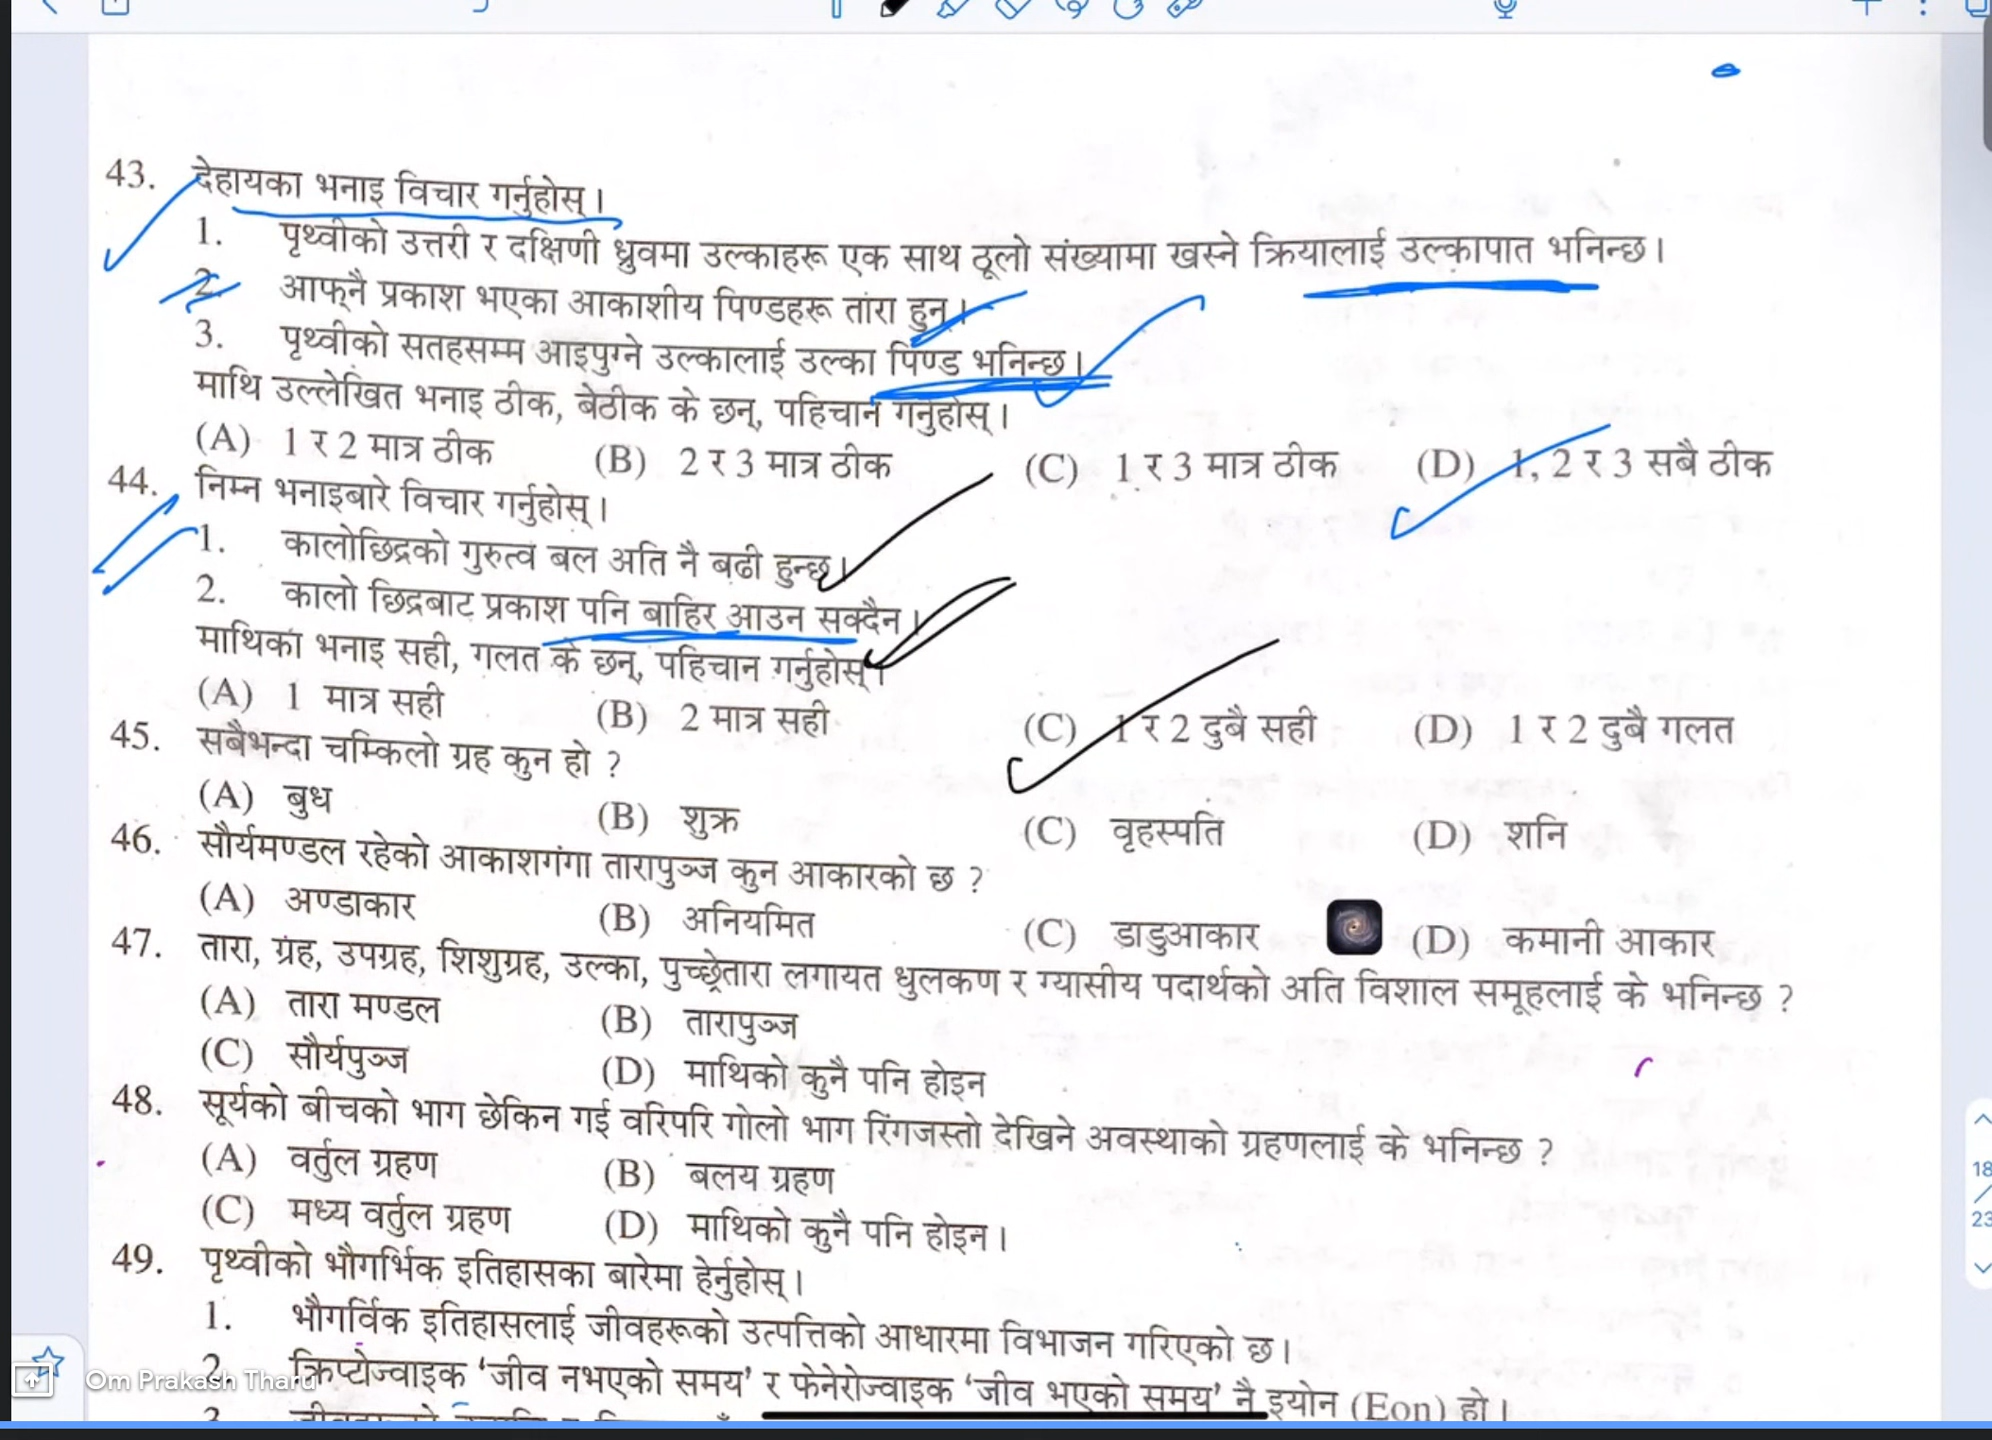 43. देहायका भनाइ विचार गर्नुहोस् ।
1. पृथ्वीको उत्तरी र दक्षिणी ध्रुवमा उल्काहरू एक साथ ठूलो संख्यामा खस्ने क्रियालाई उल्कापात भनिन्छ ।
2. आफ्नै प्रकाश भएका आकाशीय पिण्डहरू तारा हुन् ।
3. पृथ्वीको सतहसम्म आइपुग्ने उल्कालाई उल्का पिण्ड भनिन्छ ।
माथि उल्लेखित भनाइ ठीक, बेठीक के छन्, पहिचान गर्नुहोस् ।
(A) 1 र 2 मात्र ठीक (B) 2 र 3 मात्र ठीक (C) 1 र 3 मात्र ठीक (D) 1, 2 र 3 सबै ठीक
44. निम्न भनाइबारे विचार गर्नुहोस् ।
1. कालोछिद्रको गुरुत्व बल अति नै बढी हुन्छ ।
2. कालो छिद्रबाट प्रकाश पनि बाहिर आउन सक्दैन ।
माथिका भनाइ सही, गलत के छन्, पहिचान गर्नुहोस् ।
(A) 1 मात्र सही (B) 2 मात्र सही (C) 1 र 2 दुबै सही (D) 1 र 2 दुबै गलत
45. सबैभन्दा चम्किलो ग्रह कुन हो ?
(A) बुध (B) शुक्र (C) वृहस्पति (D) शनि
46. सौर्यमण्डल रहेको आकाशगंगा तारापुञ्ज कुन आकारको छ ?
(A) अण्डाकार (B) अनियमित (C) डाडुआकार (D) कमानी आकार
47. तारा, ग्रह, उपग्रह, शिशुग्रह, उल्का, पुच्छ्रेतारा लगायत धुलकण र ग्यासीय पदार्थको अति विशाल समूहलाई के भनिन्छ ?
(A) तारा मण्डल (B) तारापुञ्ज
(C) सौर्यपुञ्ज (D) माथिको कुनै पनि होइन
48. सूर्यको बीचको भाग छेकिन गई वरिपरि गोलो भाग रिंगजस्तो देखिने अवस्थाको ग्रहणलाई के भनिन्छ ?
(A) वर्तुल ग्रहण (B) बलय ग्रहण
(C) मध्य वर्तुल ग्रहण (D) माथिको कुनै पनि होइन ।
49. पृथ्वीको भौगर्भिक इतिहासका बारेमा हेर्नुहोस् ।
1. भौगर्विक इतिहासलाई जीवहरूको उत्पत्तिको आधारमा विभाजन गरिएको छ ।
2. क्रिप्टोज्वाइक ‘जीव नभएको समय’ र फेनेरोज्वाइक ‘जीव भएको समय’ नै इयोन (Eon) हो ।
Om Prakash Tharu
18
23